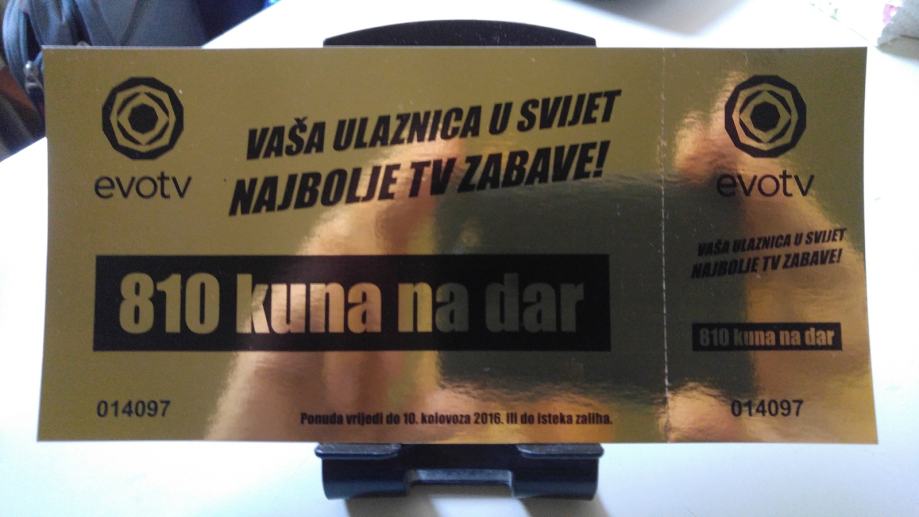 evotv
VAŠA ULAZNICA U SVIJET
NAJBOLJE TV ZABAVE!
810 kuna na dar
014097
Ponuda vrijedi do 10. kolovoza 2016. ili do isteka zaliha.
evotv
VAŠA ULAZNICA U SVIJET
NAJBOLJE TV ZABAVE!
810 kuna na dar
014097